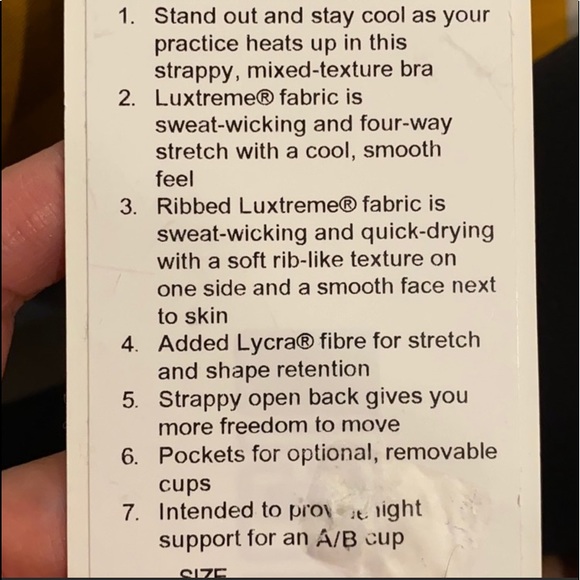 1. Stand out and stay cool as your
practice heats up in this
strappy, mixed-texture bra
2. Luxtreme® fabric is
sweat-wicking and four-way
stretch with a cool, smooth
feel
3. Ribbed Luxtreme® fabric is
sweat-wicking and quick-drying
with a soft rib-like texture on
one side and a smooth face next
to skin
4. Added Lycra® fibre for stretch
and shape retention
5. Strappy open back gives you
more freedom to move
6. Pockets for optional, removable
cups
7. Intended to
support for an A/B cup
SIZE